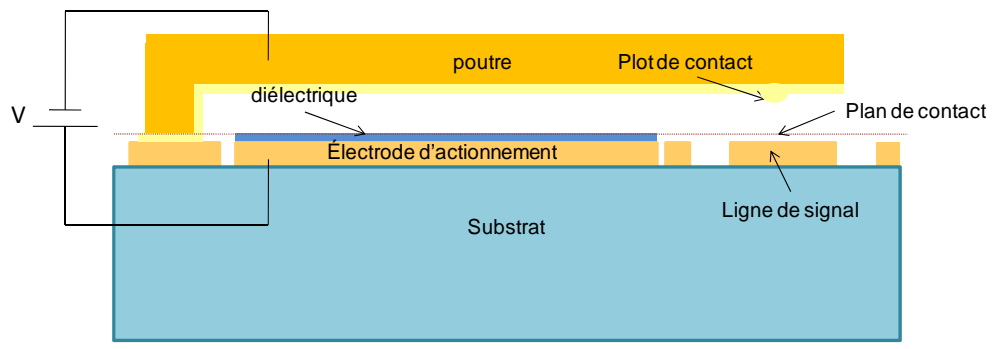 poutre
Plot de contact
diélectrique
V
Plan de contact
Électrode d'actionnement
Ligne de signal
Substrat